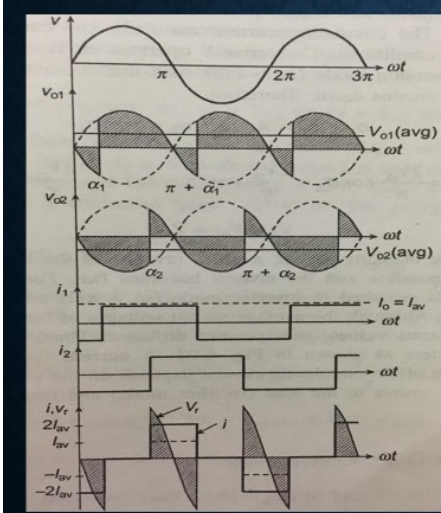 v
π
2π
3π
ωt
Vo1
Vo1(avg)
ωt
α1
π + α1
Vo2
ωt
Vo2(avg)
α2
π + α2
i1
Io = Iav
ωt
i2
ωt
i,vr
Vr
2Iav
i
Iav
ωt
–Iav
–2Iav